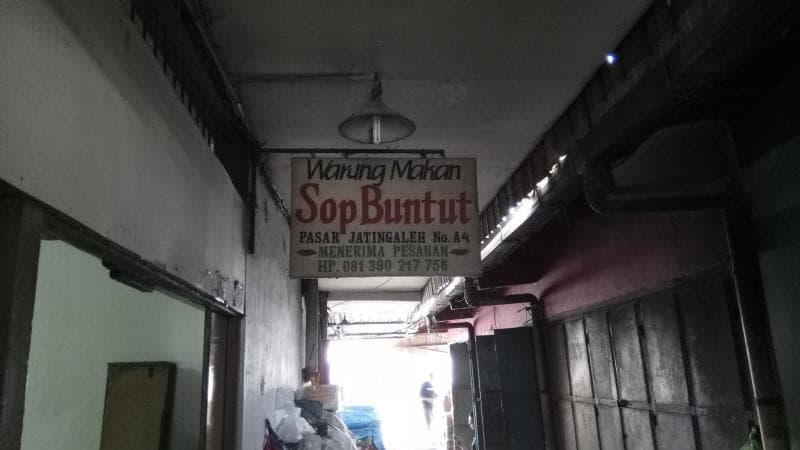 Warung Makan
Sop Buntut
PASAR JATINGALEH No. A4
MENERIMA PESANAN
HP. 081 390 217 756